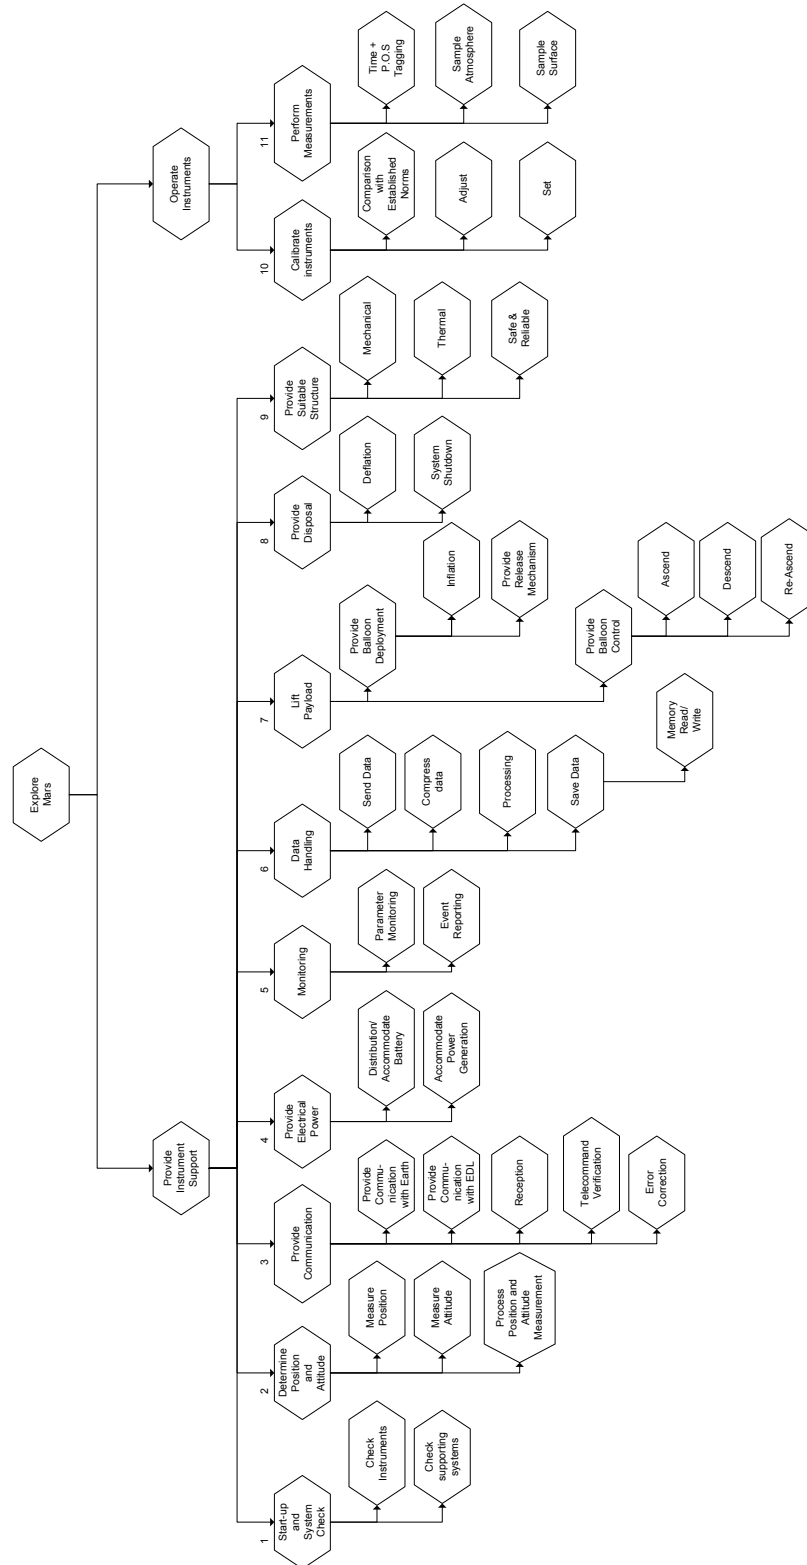 Explore
Mars
Provide
Instrument
Support
Operate
Instruments
1
Start-up
and
System
Check
Check
Instruments
Check
supporting
systems
2
Determine
Position
and
Attitude
Measure
Position
Measure
Attitude
Process
Position and
Attitude
Measurement
3
Provide
Communication
Provide
Commu-
nication
with Earth
Provide
Commu-
nication
with EDL
Reception
Telecommand
Verification
Error
Correction
4
Provide
Electrical
Power
Distribution/
Accommodate
Battery
Accommodate
Power
Generation
5
Monitoring
Parameter
Monitoring
Event
Reporting
6
Data
Handling
Send Data
Compress
data
Processing
Save Data
Memory
Read/
Write
7
Lift
Payload
Provide
Balloon
Deployment
Inflation
Provide
Release
Mechanism
Provide
Balloon
Control
Ascend
Descend
Re-Ascend
8
Provide
Disposal
Deflation
System
Shutdown
9
Provide
Suitable
Structure
Mechanical
Thermal
Safe &
Reliable
10
Calibrate
instruments
Comparison
with
Established
Norms
Adjust
Set
11
Perform
Measurements
Time +
P.O.S
Tagging
Sample
Atmosphere
Sample
Surface